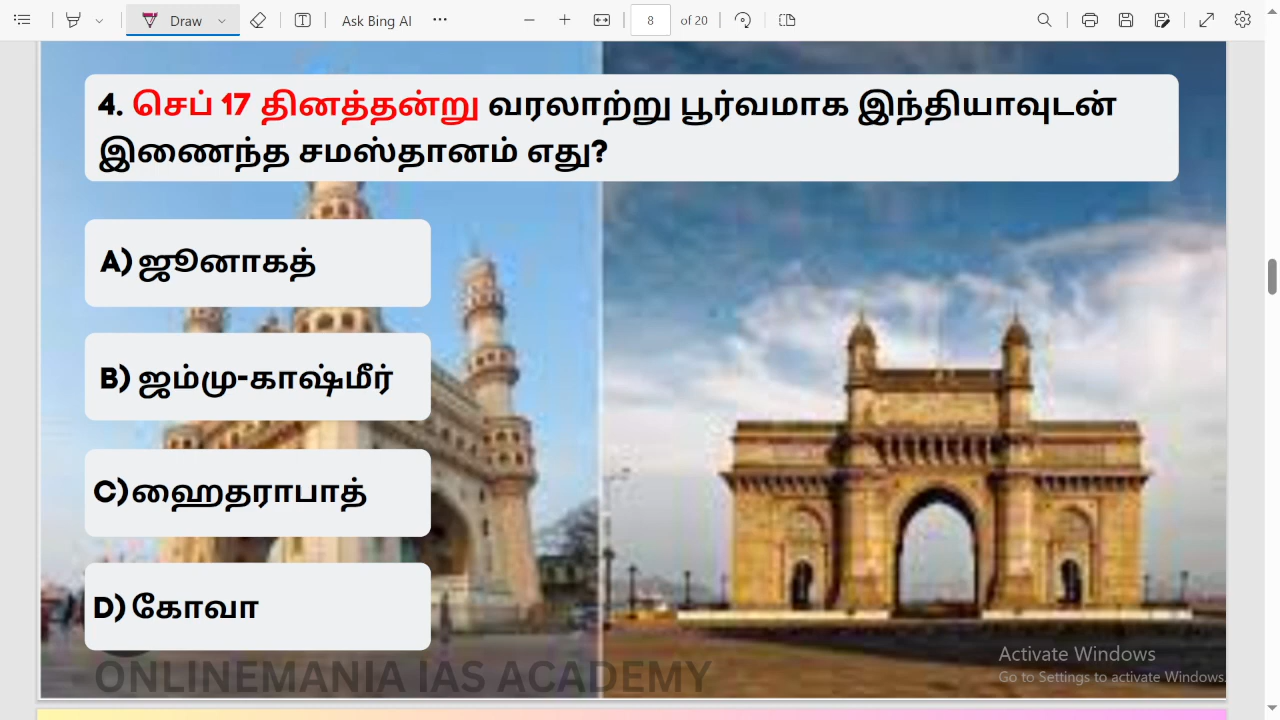 Draw
Ask Bing AI
8
of 20
4. செப் 17 தினத்தன்று வரலாற்று பூர்வமாக இந்தியாவுடன்
இணைந்த சமஸ்தானம் எது?
A) ஜூனாகத்
B) ஜம்மு-காஷ்மீர்
C) ஹைதராபாத்
D) கோவா
ONLINEMANIA IAS ACADEMY
Activate Windows
Go to Settings to activate Windows.